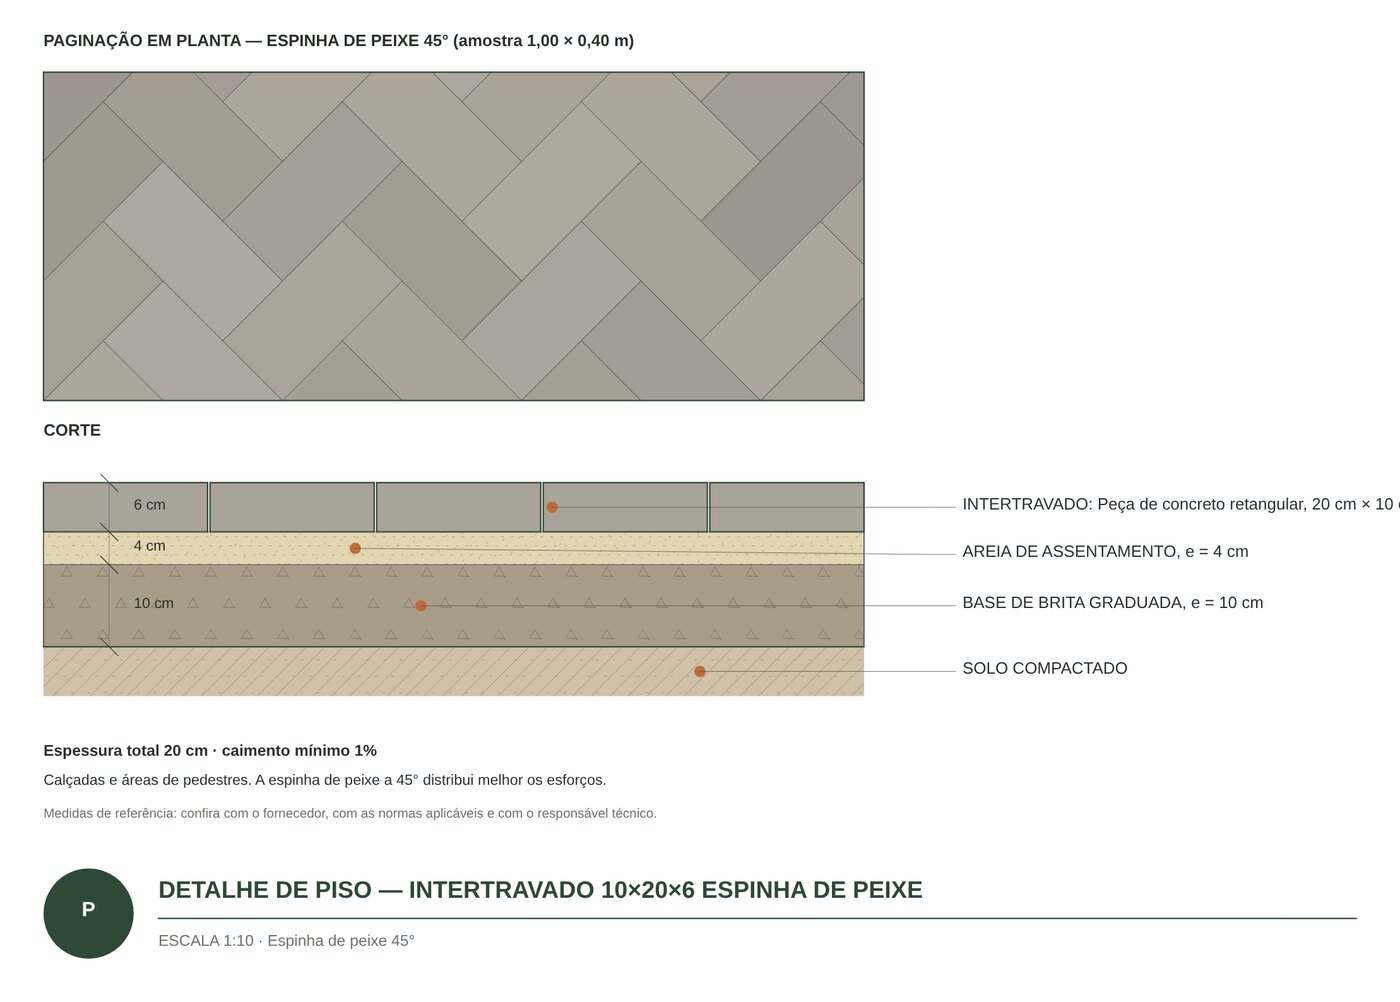 PAGINAÇÃO EM PLANTA — ESPINHA DE PEIXE 45° (amostra 1,00 × 0,40 m)
CORTE
6 cm
INTERTRAVADO: Peça de concreto retangular, 20 cm × 10
4 cm
AREIA DE ASSENTAMENTO, e = 4 cm
10 cm
BASE DE BRITA GRADUADA, e = 10 cm
SOLO COMPACTADO
Espessura total 20 cm · caimento mínimo 1%
Calçadas e áreas de pedestres. A espinha de peixe a 45° distribui melhor os esforços.
Medidas de referência: confira com o fornecedor, com as normas aplicáveis e com o responsável técnico.
P
DETALHE DE PISO — INTERTRAVADO 10×20×6 ESPINHA DE PEIXE
ESCALA 1:10 · Espinha de peixe 45°